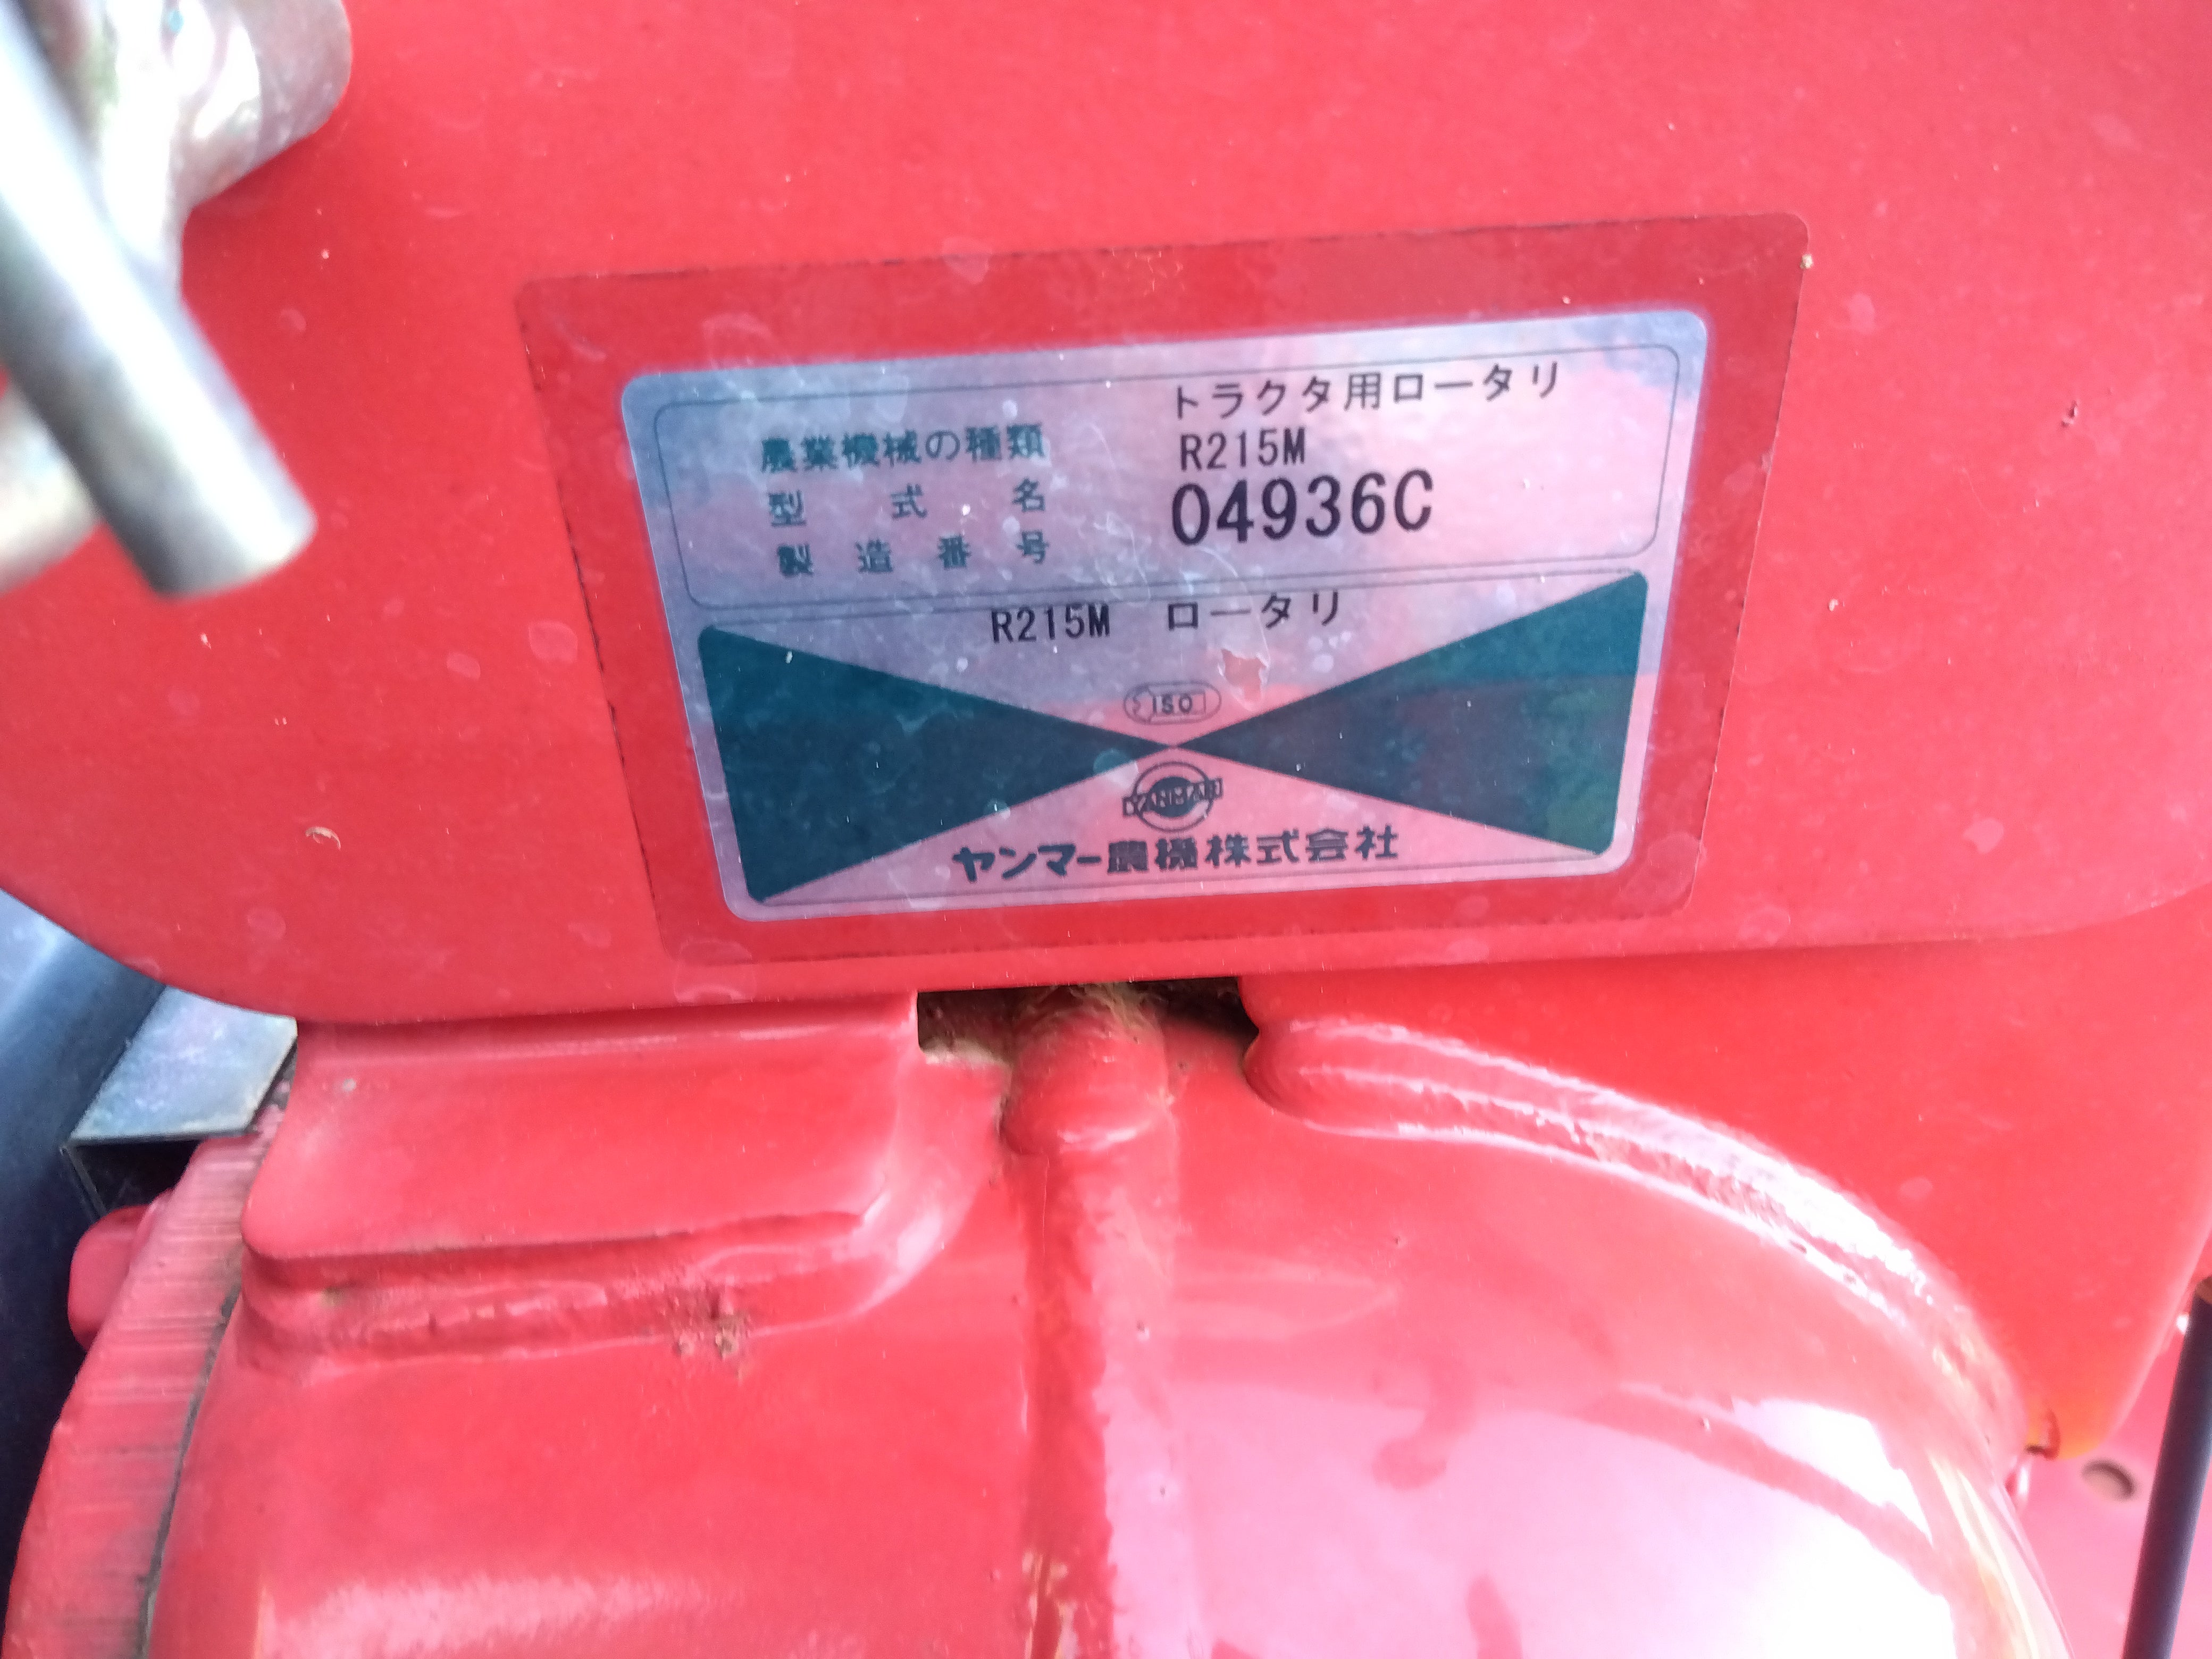 農業機械の種類 トラクタ用ロータリ
型式名 R215M
製造番号 04936C
R215M ロータリ
ISO
YANMAR
ヤンマー農機株式会社